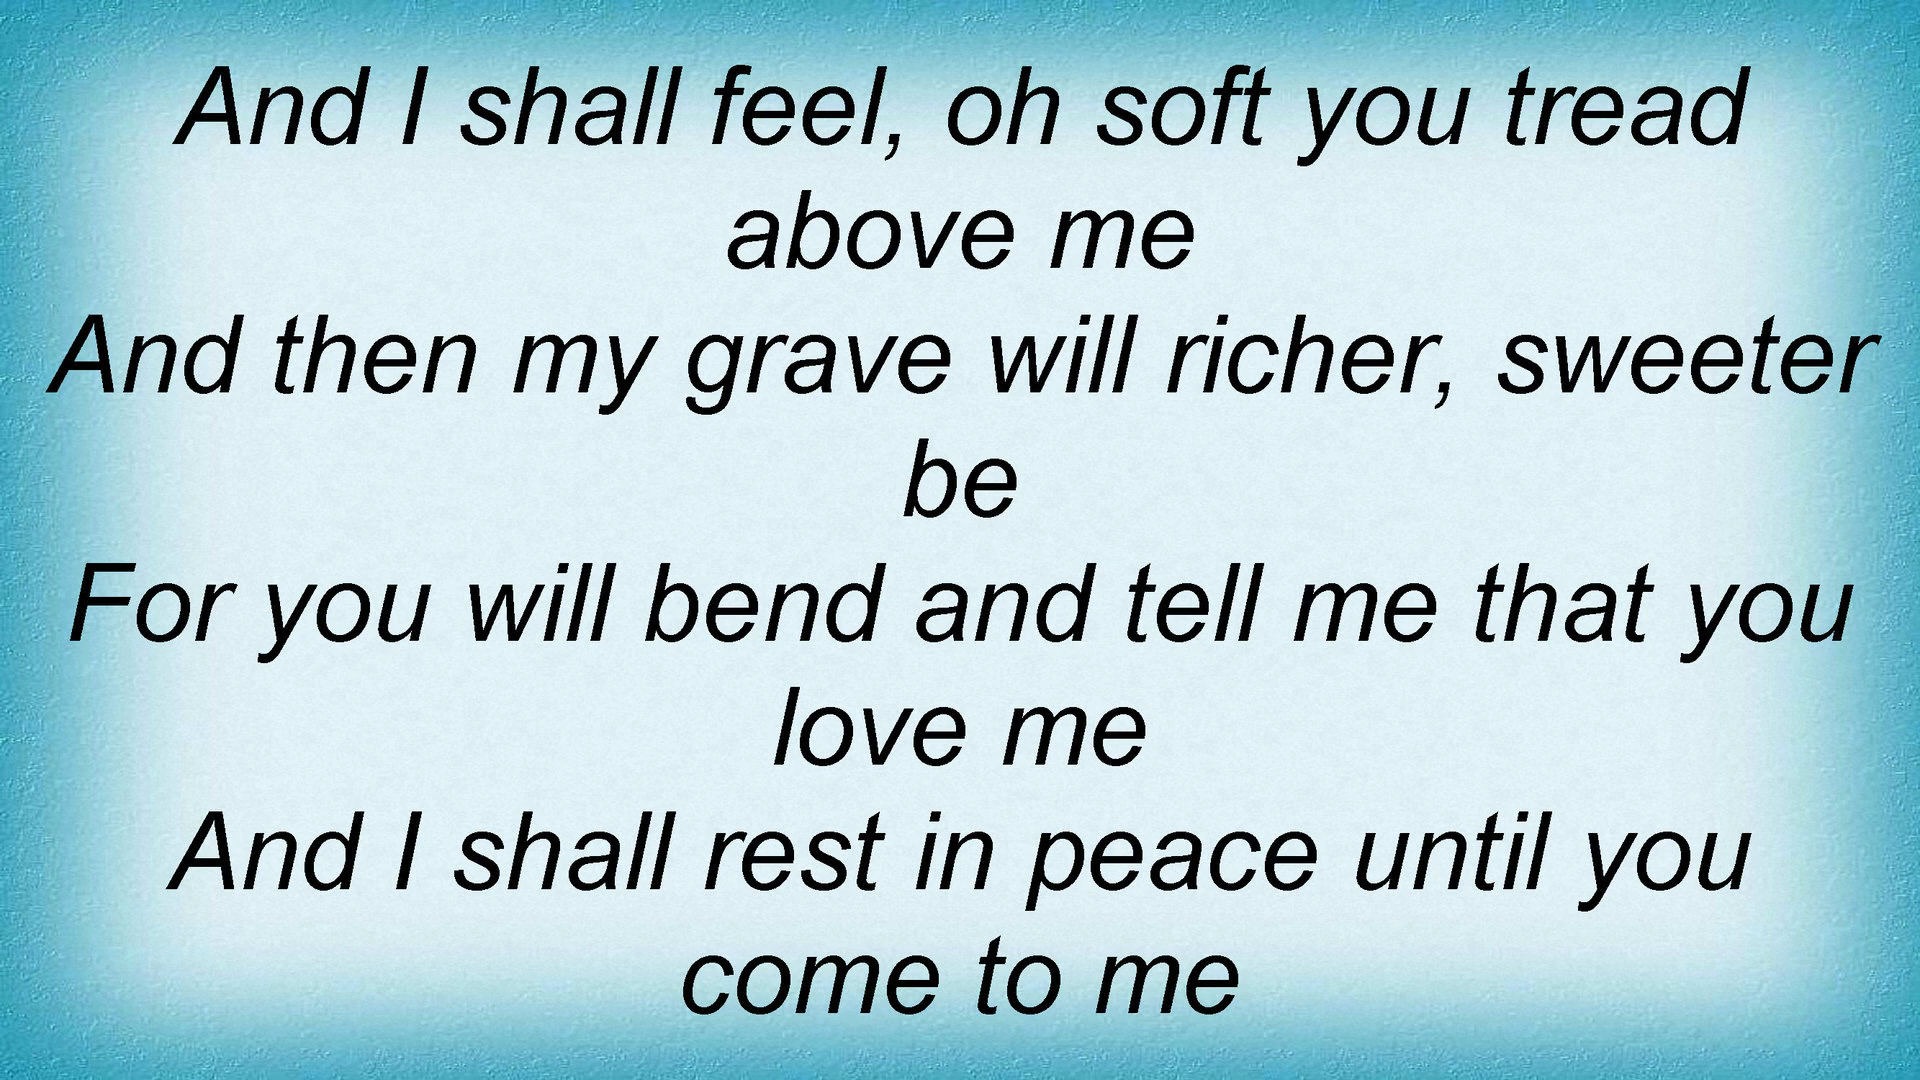 And I shall feel, oh soft you tread
above me
And then my grave will richer, sweeter
be
For you will bend and tell me that you
love me
And I shall rest in peace until you
come to me